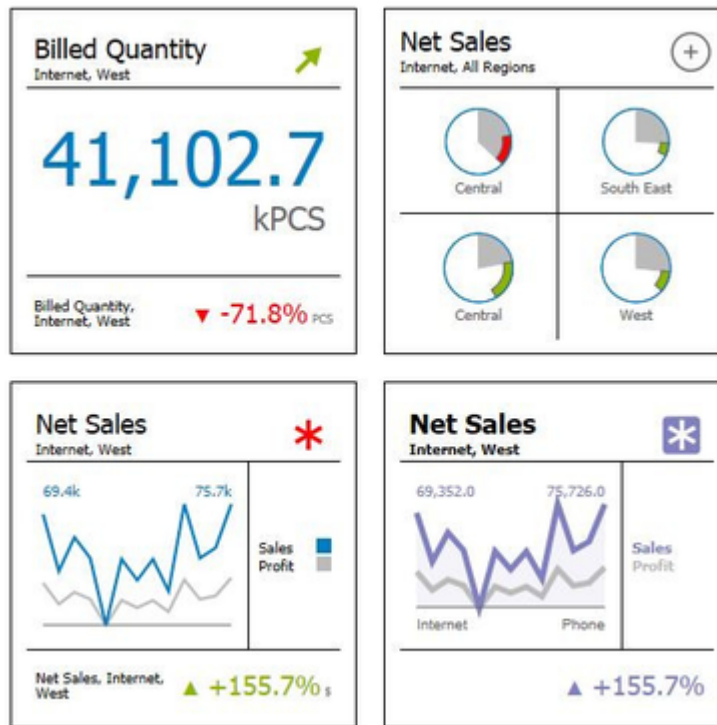 Billed Quantity
Internet, West
41,102.7
kPCS
Billed Quantity,
Internet, West
▼ -71.8% PCS
Net Sales
Internet, All Regions
Central
South East
Central
West
Net Sales
Internet, West
69.4k 75.7k
Sales
Profit
Net Sales, Internet,
West
▲ +155.7% $
Net Sales
Internet, West
69,352.0 75,726.0
Sales
Profit
Internet Phone
▲ +155.7%